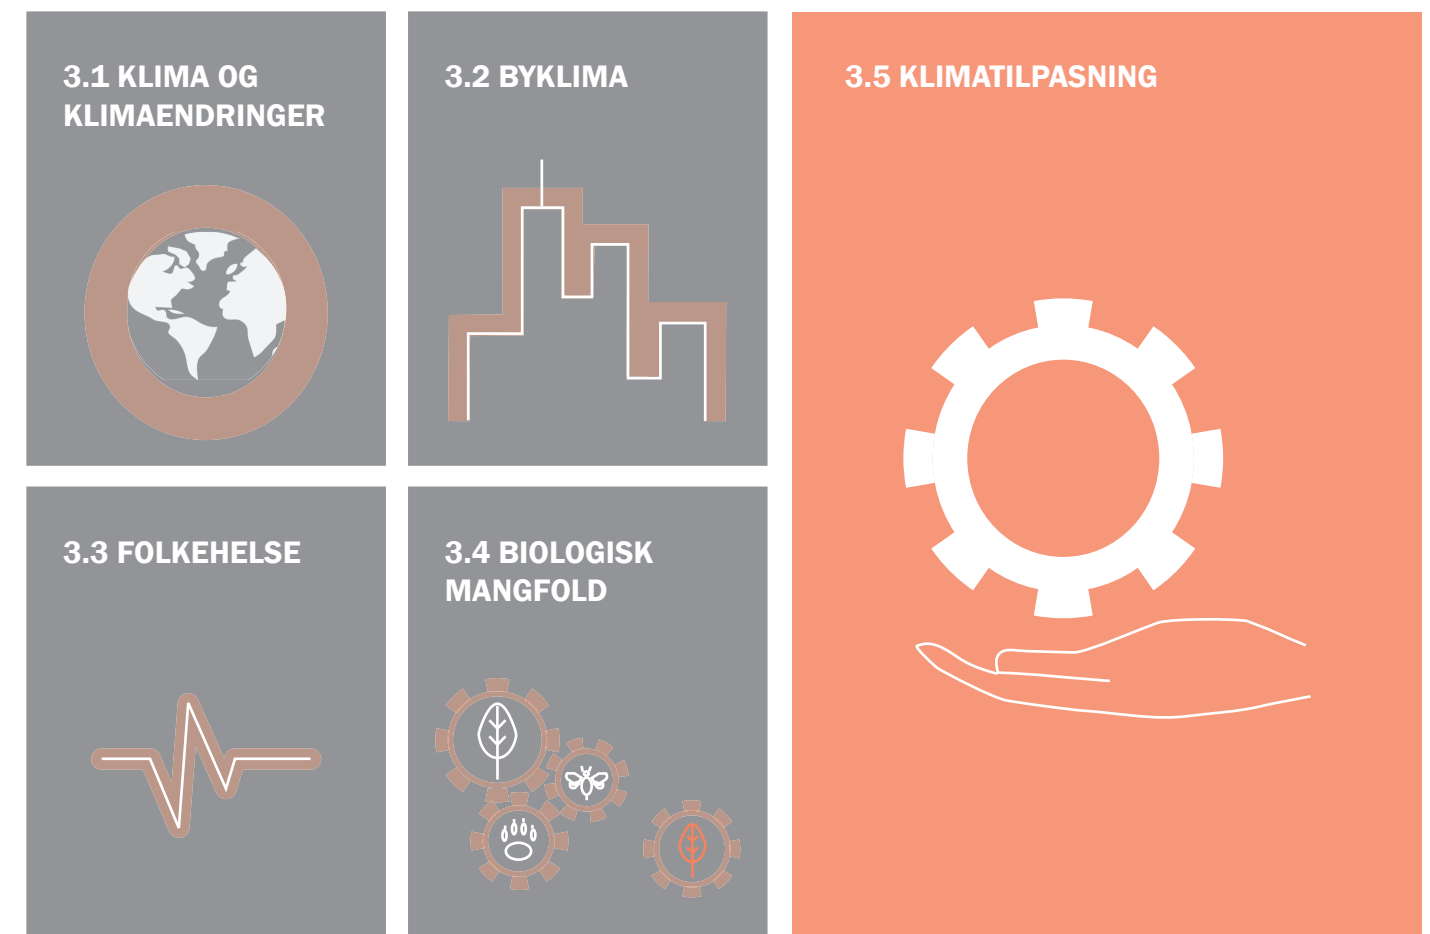 3.1 KLIMA OG
KLIMAENDRINGER
3.2 BYKLIMA
3.5 KLIMATILPASNING
3.3 FOLKEHELSE
3.4 BIOLOGISK
MANGFOLD